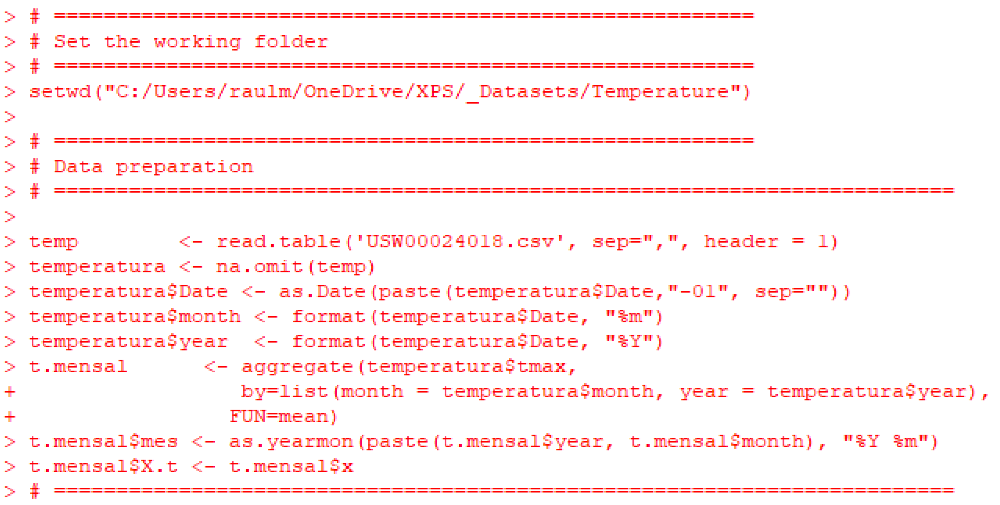 > # ========================================================
> # Set the working folder
> # ========================================================
> setwd("C:/Users/raulm/OneDrive/XPS/_Datasets/Temperature")
>
> # ========================================================
> # Data preparation
> # ========================================================================
>
> temp        <- read.table('USW00024018.csv', sep=",", header = 1)
> temperatura <- na.omit(temp)
> temperatura$Date <- as.Date(paste(temperatura$Date,"-01", sep=""))
> temperatura$month <- format(temperatura$Date, "%m")
> temperatura$year  <- format(temperatura$Date, "%Y")
> t.mensal      <- aggregate(temperatura$tmax,
+                  by=list(month = temperatura$month, year = temperatura$year),
+                 FUN=mean)
> t.mensal$mes <- as.yearmon(paste(t.mensal$year, t.mensal$month), "%Y %m")
> t.mensal$X.t <- t.mensal$x
> # ========================================================================